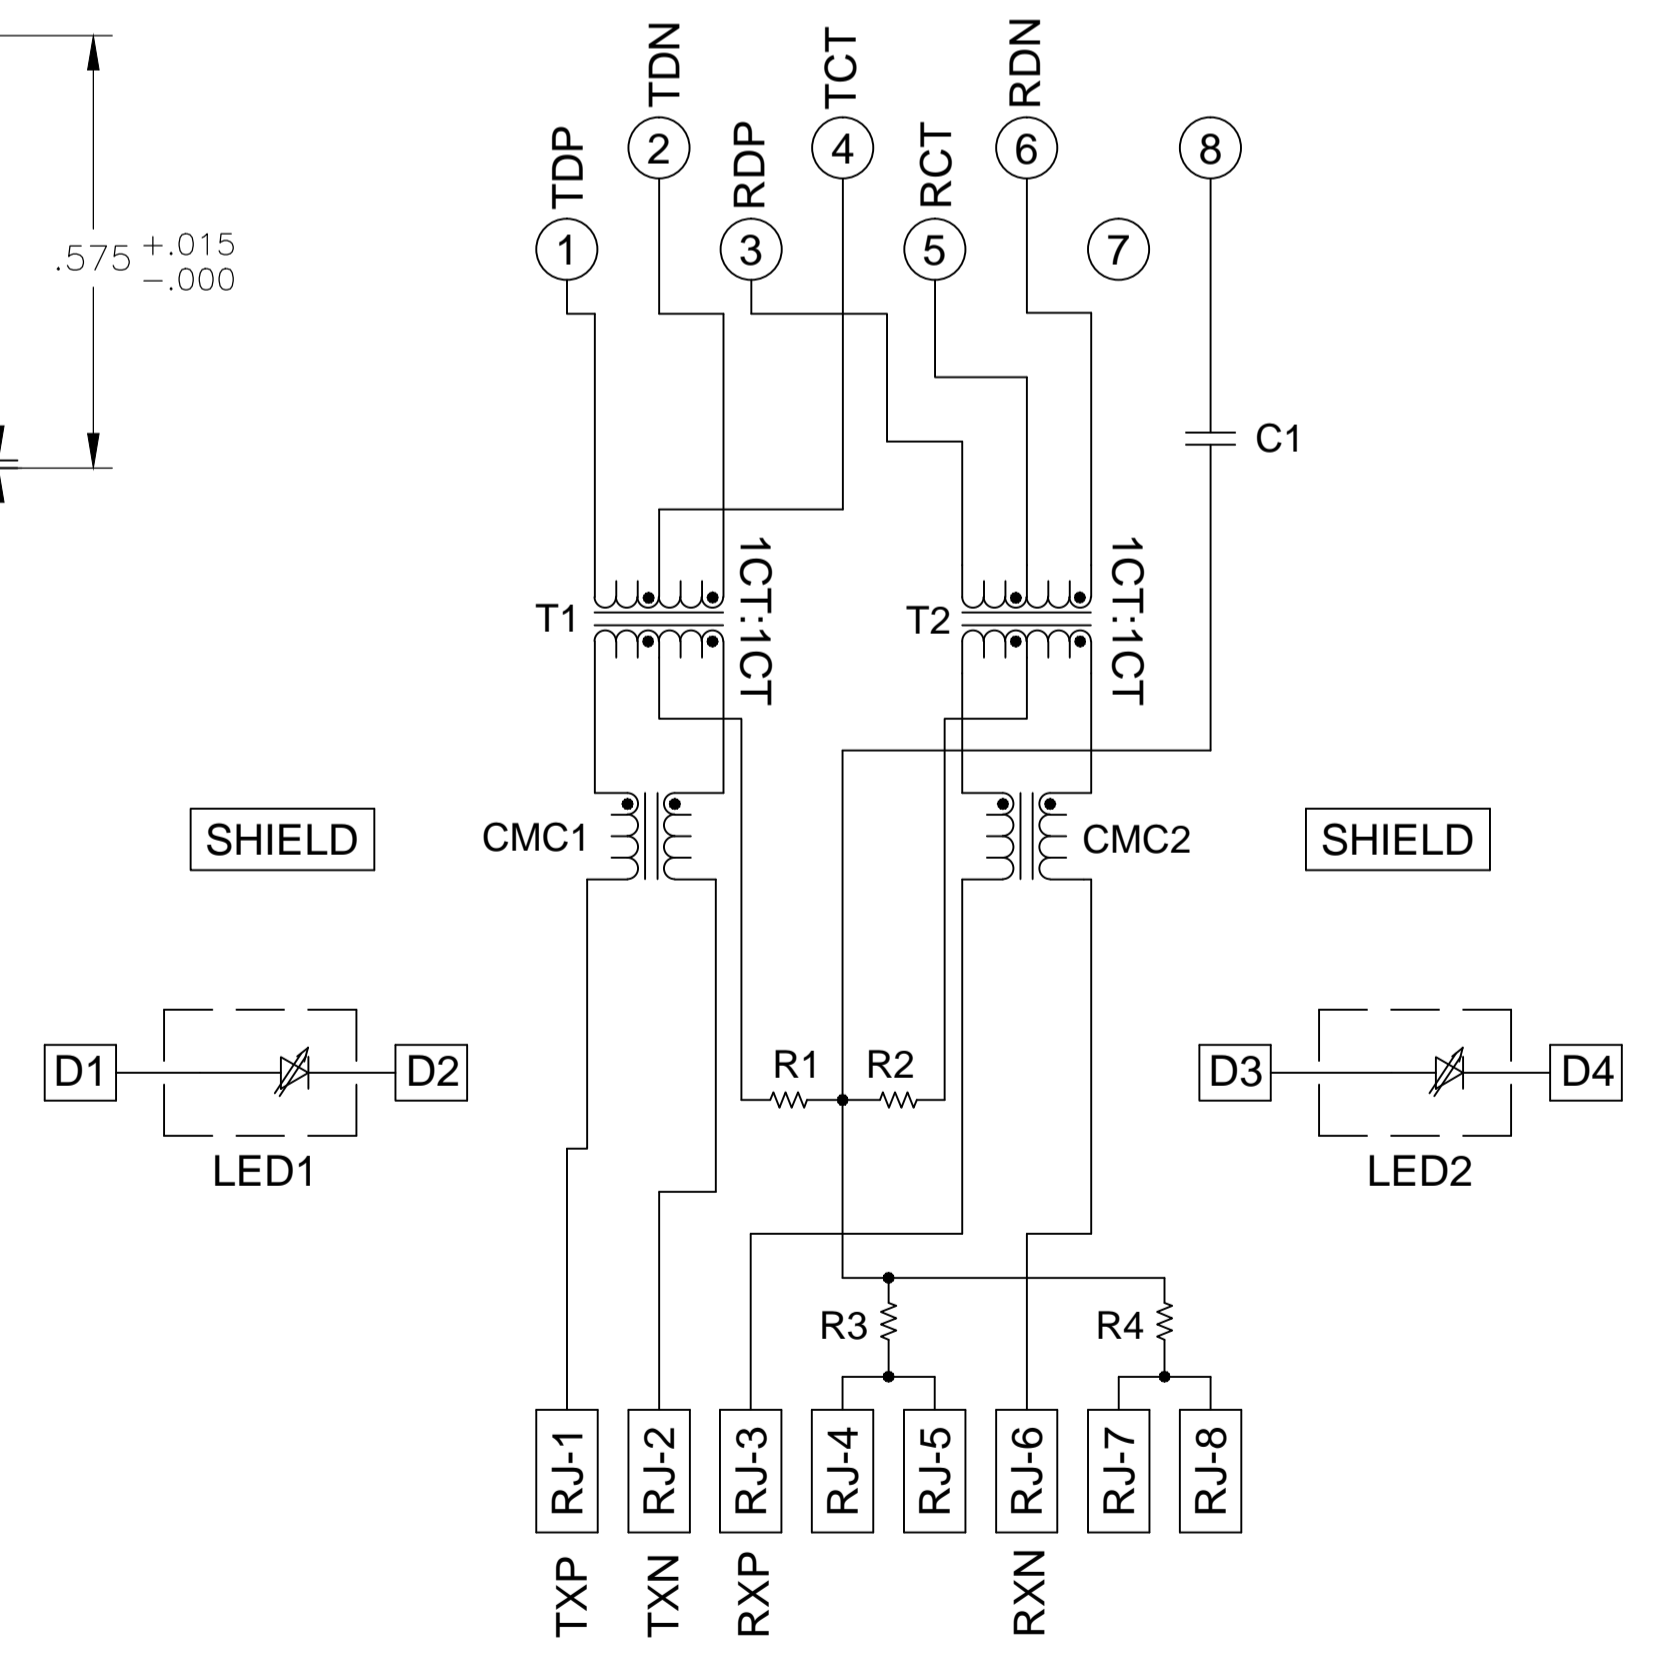 TDN
TCT
RDN
TDP
RDP
RCT
2
4
6
8
1
3
5
7
.575 +.015
−.000
C1
T1
1CT:1CT
T2
1CT:1CT
SHIELD
CMC1
CMC2
SHIELD
D1
D2
R1
R2
D3
D4
LED1
LED2
R3
R4
RJ-1
RJ-2
RJ-3
RJ-4
RJ-5
RJ-6
RJ-7
RJ-8
TXP
TXN
RXP
RXN